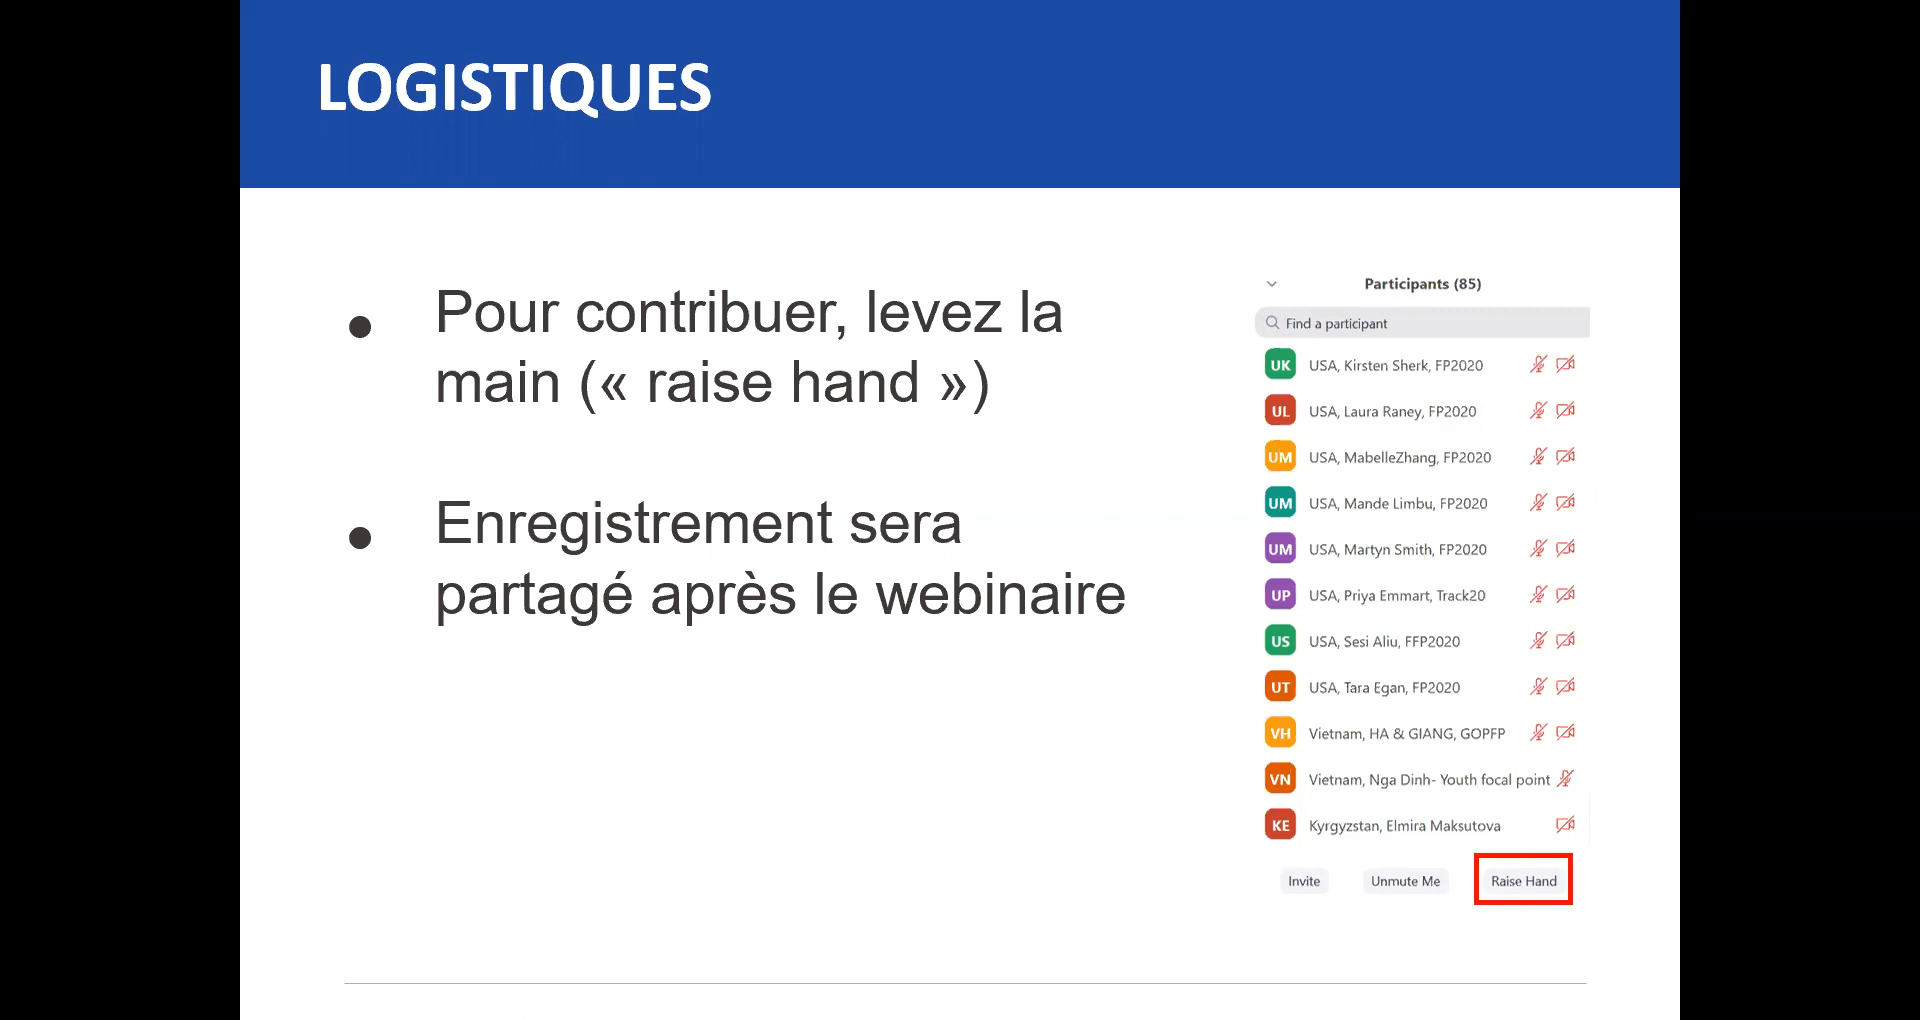 LOGISTIQUES
Pour contribuer, levez la
main (« raise hand »)
Enregistrement sera
partagé après le webinaire
Participants (85)
Find a participant
UK USA, Kirsten Sherk, FP2020
UL USA, Laura Raney, FP2020
UM USA, MabelleZhang, FP2020
UM USA, Mande Limbu, FP2020
UM USA, Martyn Smith, FP2020
UP USA, Priya Emmart, Track20
US USA, Sesi Aliu, FFP2020
UT USA, Tara Egan, FP2020
VH Vietnam, HA & GIANG, GOPFP
VN Vietnam, Nga Dinh- Youth focal point
KE Kyrgyzstan, Elmira Maksutova
Invite Unmute Me Raise Hand